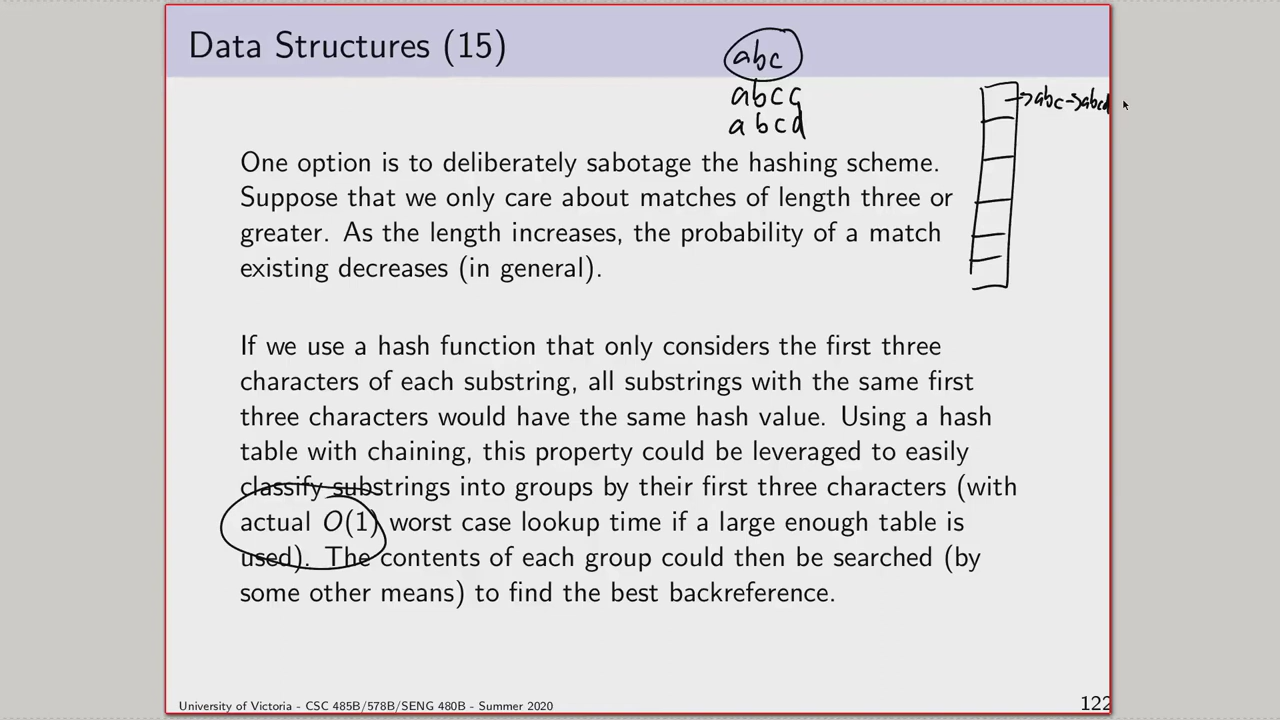 Data Structures (15)
abc
abcc
abcd
→abc→abcd
One option is to deliberately sabotage the hashing scheme.
Suppose that we only care about matches of length three or
greater. As the length increases, the probability of a match
existing decreases (in general).
If we use a hash function that only considers the first three
characters of each substring, all substrings with the same first
three characters would have the same hash value. Using a hash
table with chaining, this property could be leveraged to easily
classify substrings into groups by their first three characters (with
actual O(1) worst case lookup time if a large enough table is
used). The contents of each group could then be searched (by
some other means) to find the best backreference.
University of Victoria - CSC 485B/578B/SENG 480B - Summer 2020
122